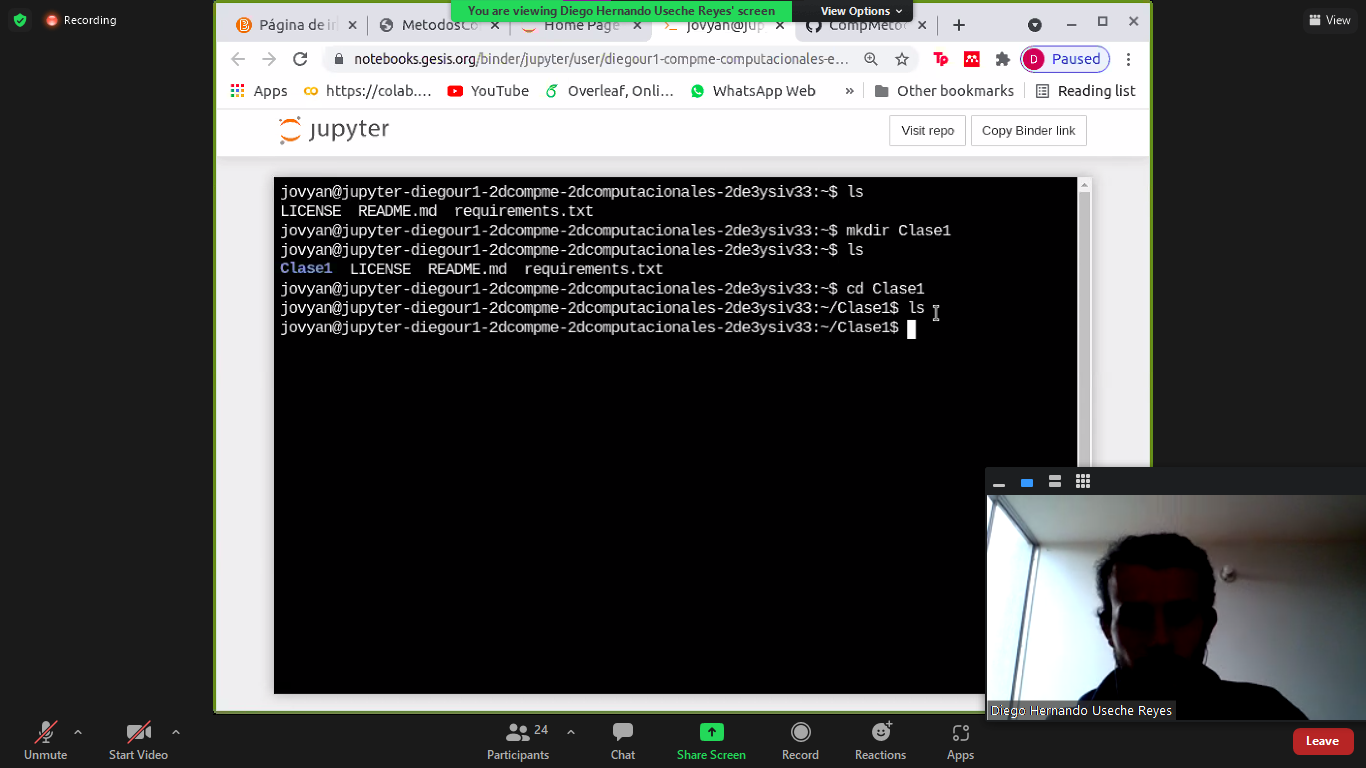 Recording
You are viewing Diego Hernando Useche Reyes' screen
View Options
View
Página de in
MetodosCo
Home Page
jovyan@jup
CompMetod
notebooks.gesis.org/binder/jupyter/user/diegour1-compme-computacionales-e...
Tp
D Paused
Apps
https://colab....
YouTube
Overleaf, Onli...
WhatsApp Web
»
Other bookmarks
Reading list
jupyter
Visit repo
Copy Binder link
jovyan@jupyter-diegour1-2dcompme-2dcomputacionales-2de3ysiv33:~$ ls
LICENSE README.md requirements.txt
jovyan@jupyter-diegour1-2dcompme-2dcomputacionales-2de3ysiv33:~$ mkdir Clase1
jovyan@jupyter-diegour1-2dcompme-2dcomputacionales-2de3ysiv33:~$ ls
Clase1 LICENSE README.md requirements.txt
jovyan@jupyter-diegour1-2dcompme-2dcomputacionales-2de3ysiv33:~$ cd Clase1
jovyan@jupyter-diegour1-2dcompme-2dcomputacionales-2de3ysiv33:~/Clase1$ ls
jovyan@jupyter-diegour1-2dcompme-2dcomputacionales-2de3ysiv33:~/Clase1$
Diego Hernando Useche Reyes
Unmute
Start Video
24
Participants
Chat
Share Screen
Record
Reactions
Apps
Leave